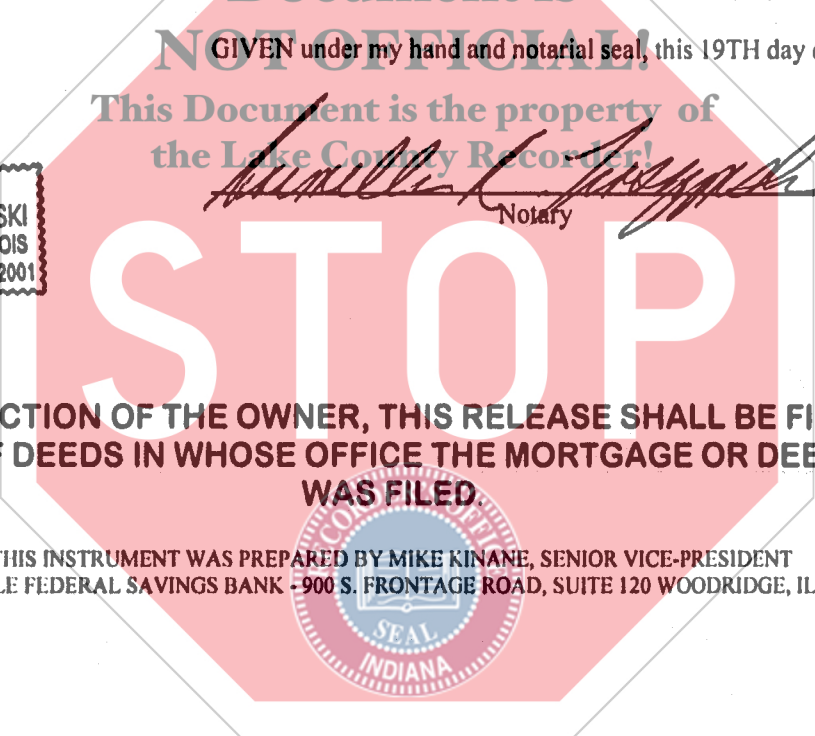 Document is
NOT OFFICIAL!
GIVEN under my hand and notarial seal, this 19TH day
This Document is the property of
the Lake County Recorder!
Notary
SKI
OIS
2001
STOP
CTION OF THE OWNER, THIS RELEASE SHALL BE FI
F DEEDS IN WHOSE OFFICE THE MORTGAGE OR DEE
WAS FILED.
RECORDER OFFICE
THIS INSTRUMENT WAS PREPARED BY MIKE KINANE, SENIOR VICE-PRESIDENT
LE FEDERAL SAVINGS BANK - 900 S. FRONTAGE ROAD, SUITE 120 WOODRIDGE, IL
SEAL
INDIANA